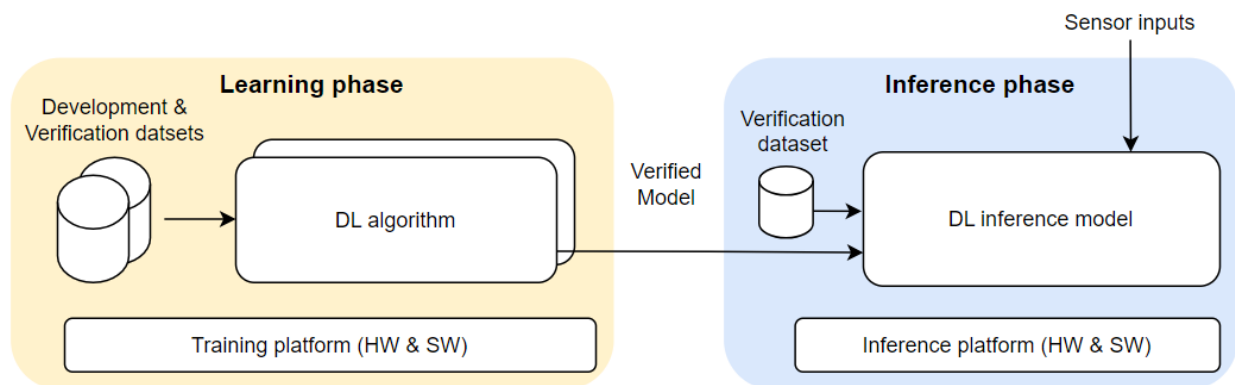 Sensor inputs
Learning phase
Development &
Verification datsets
DL algorithm
Training platform (HW & SW)
Verified
Model
Inference phase
Verification
dataset
DL inference model
Inference platform (HW & SW)